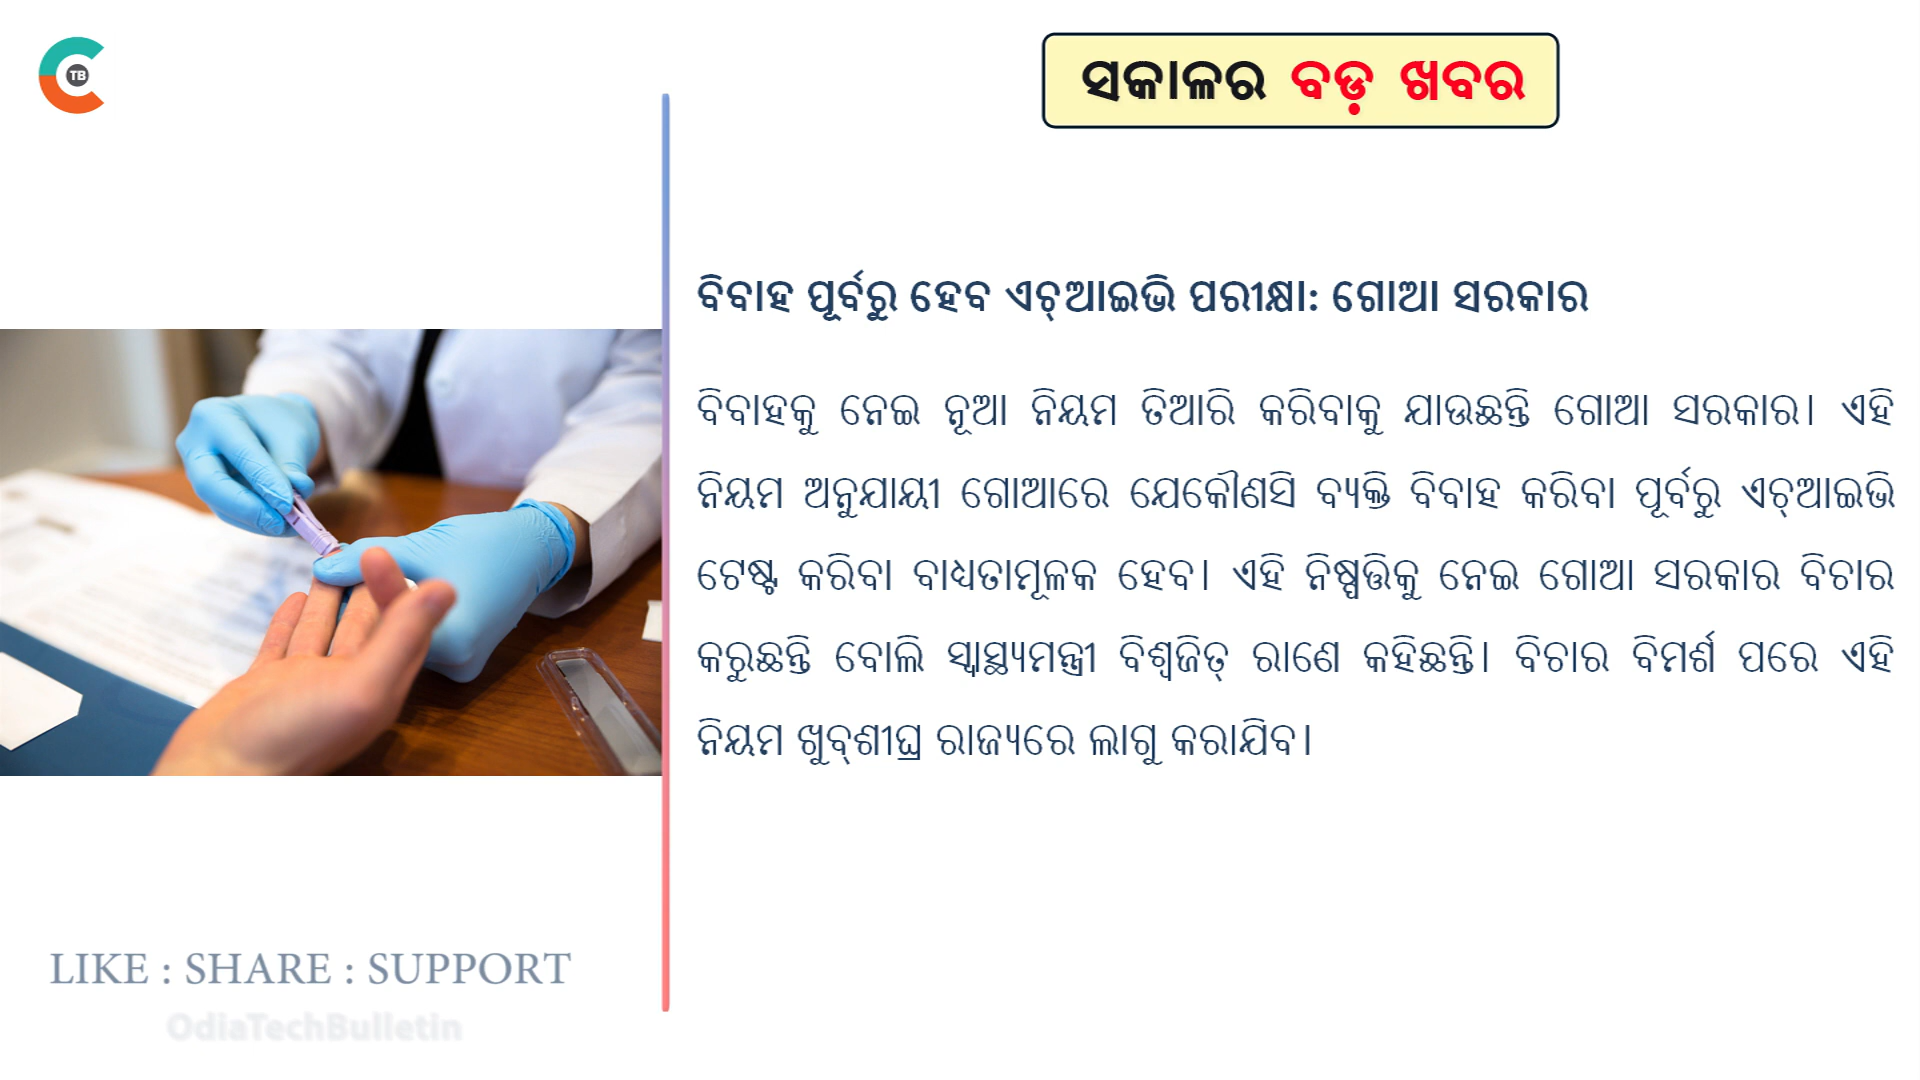 TB
ସକାଳର ବଡ଼ ଖବର
ବିବାହ ପୂର୍ବରୁ ହେବ ଏଚ୍‌ଆଇଭି ପରୀକ୍ଷା: ଗୋଆ ସରକାର
ବିବାହକୁ ନେଇ ନୂଆ ନିୟମ ତିଆରି କରିବାକୁ ଯାଉଛନ୍ତି ଗୋଆ ସରକାର। ଏହି
ନିୟମ ଅନୁଯାୟୀ ଗୋଆରେ ଯେକୌଣସି ବ୍ୟକ୍ତି ବିବାହ କରିବା ପୂର୍ବରୁ ଏଚ୍‌ଆଇଭି
ଟେଷ୍ଟ କରିବା ବାଧ୍ୟତାମୂଳକ ହେବ। ଏହି ନିଷ୍ପତ୍ତିକୁ ନେଇ ଗୋଆ ସରକାର ବିଚାର
କରୁଛନ୍ତି ବୋଲି ସ୍ୱାସ୍ଥ୍ୟମନ୍ତ୍ରୀ ବିଶ୍ୱଜିତ୍ ରାଣେ କହିଛନ୍ତି। ବିଚାର ବିମର୍ଶ ପରେ ଏହି
ନିୟମ ଖୁବ୍‌ଶୀଘ୍ର ରାଜ୍ୟରେ ଲାଗୁ କରାଯିବ।
LIKE : SHARE : SUPPORT
OdiaTechBulletin